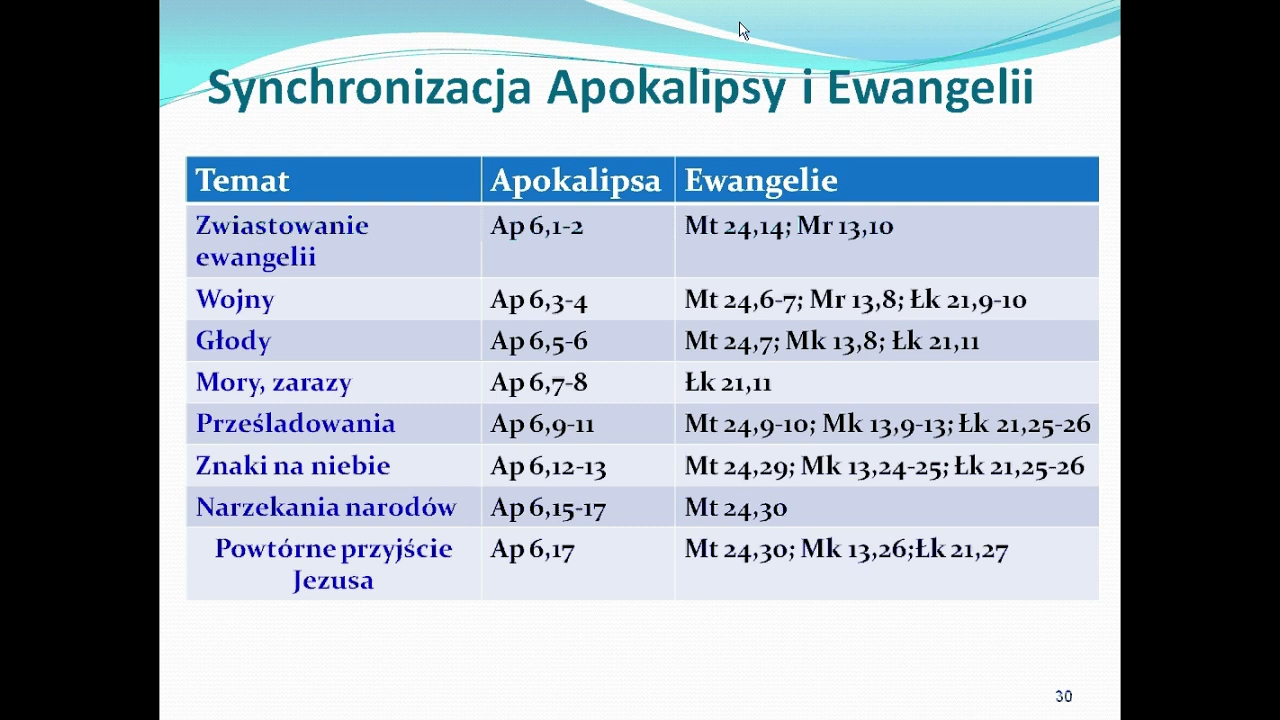 Synchronizacja Apokalipsy i Ewangelii
Temat Apokalipsa Ewangelie
Zwiastowanie ewangelii Ap 6,1-2 Mt 24,14; Mr 13,10
Wojny Ap 6,3-4 Mt 24,6-7; Mr 13,8; Łk 21,9-10
Głody Ap 6,5-6 Mt 24,7; Mk 13,8; Łk 21,11
Mory, zarazy Ap 6,7-8 Łk 21,11
Prześladowania Ap 6,9-11 Mt 24,9-10; Mk 13,9-13; Łk 21,25-26
Znaki na niebie Ap 6,12-13 Mt 24,29; Mk 13,24-25; Łk 21,25-26
Narzekania narodów Ap 6,15-17 Mt 24,30
Powtórne przyjście Jezusa Ap 6,17 Mt 24,30; Mk 13,26;Łk 21,27
30